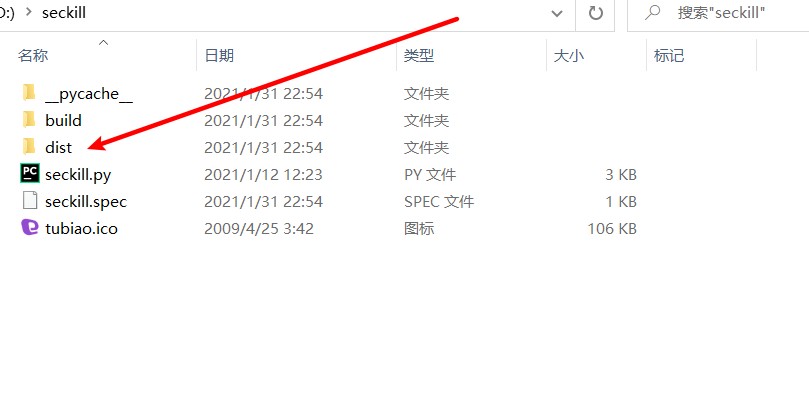 D:) > seckill 搜索"seckill"
名称 日期 类型 大小 标记
__pycache__ 2021/1/31 22:54 文件夹
build 2021/1/31 22:54 文件夹
dist 2021/1/31 22:54 文件夹
PC seckill.py 2021/1/12 12:23 PY 文件 3 KB
seckill.spec 2021/1/31 22:54 SPEC 文件 1 KB
tubiao.ico 2009/4/25 3:42 图标 106 KB